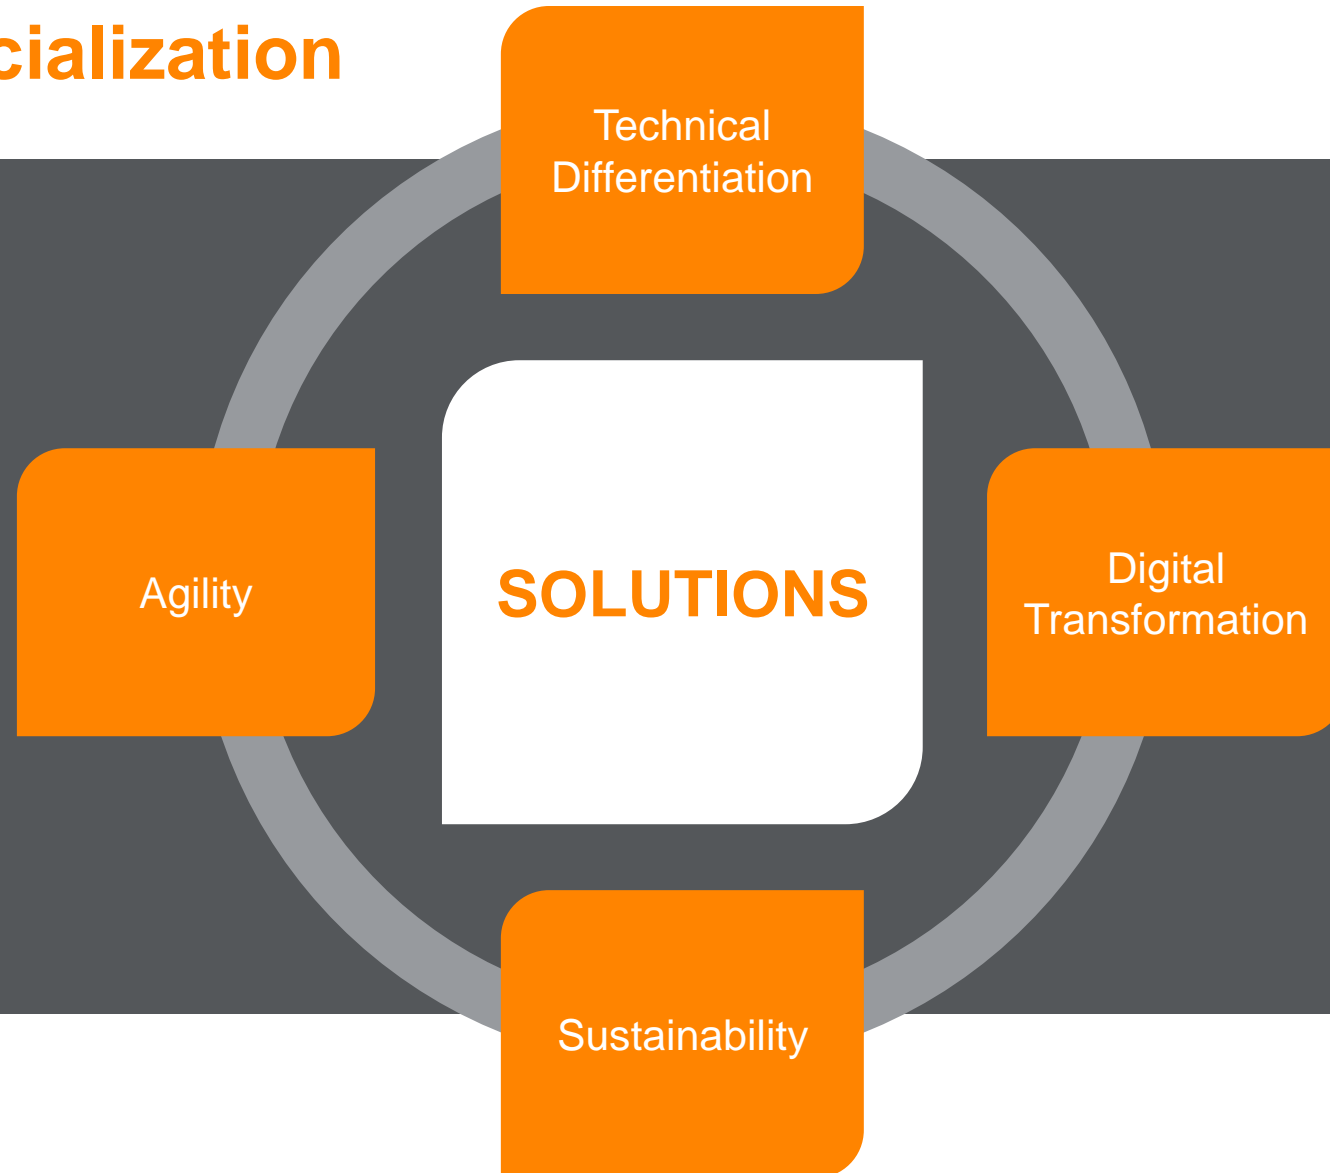 cialization
Technical
Differentiation
Agility
SOLUTIONS
Digital
Transformation
Sustainability